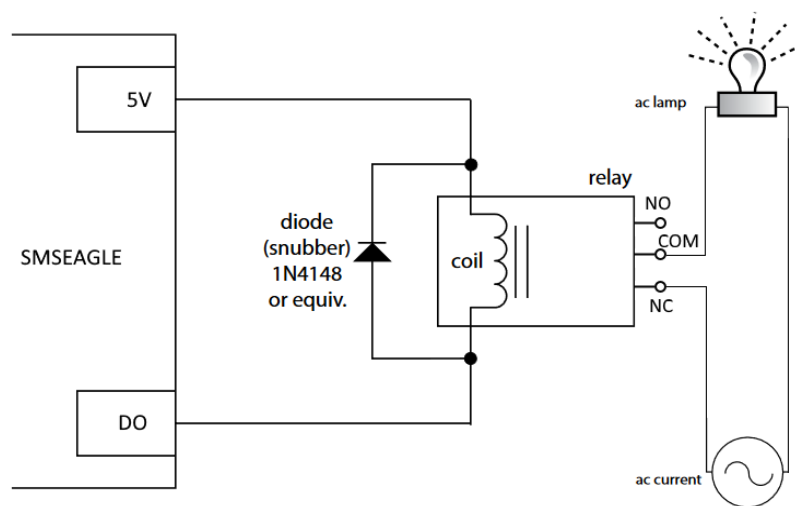 5V
SMSEAGLE
DO
diode
(snubber)
1N4148
or equiv.
coil
relay
NO
COM
NC
ac lamp
ac current